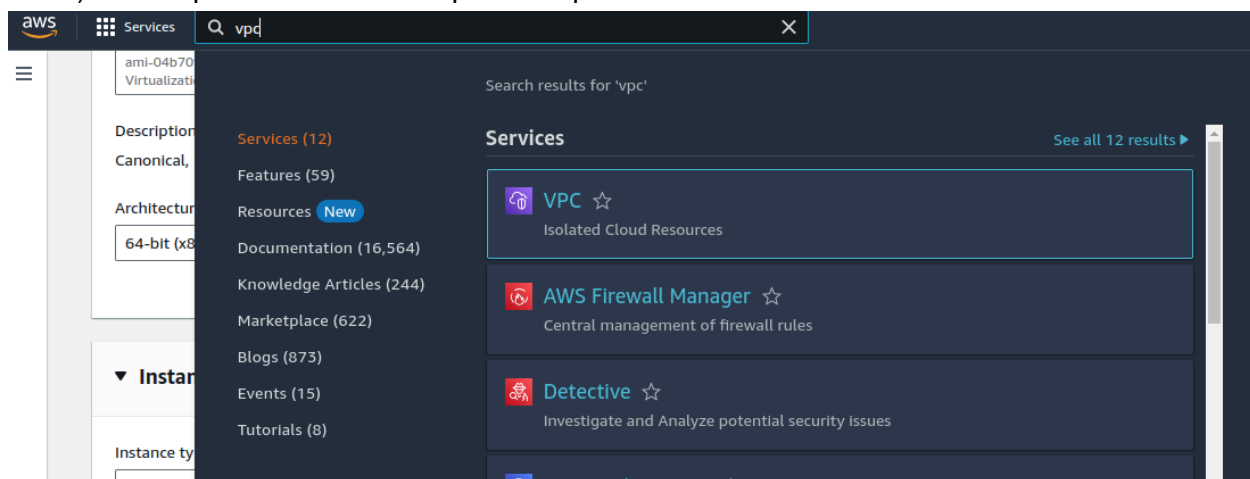 aws
Services
vpc
ami-04b70
Virtualizati
Search results for 'vpc'
Description
Canonical,
Architectur
64-bit (x8
Instar
Instance ty
Services (12)
Features (59)
Resources New
Documentation (16,564)
Knowledge Articles (244)
Marketplace (622)
Blogs (873)
Events (15)
Tutorials (8)
Services
See all 12 results
VPC
Isolated Cloud Resources
AWS Firewall Manager
Central management of firewall rules
Detective
Investigate and Analyze potential security issues